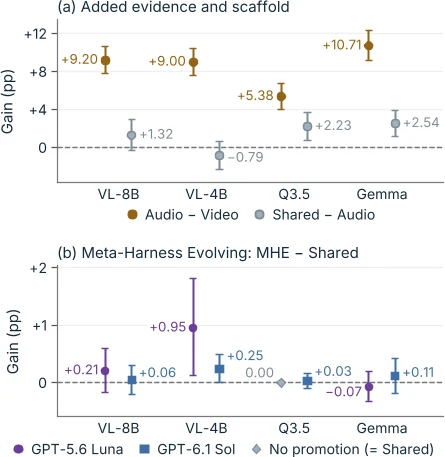 (a) Added evidence and scaffold
Gain (pp)
+12
+8
+4
0
+9.20
+1.32
+9.00
−0.79
+5.38
+2.23
+10.71
+2.54
VL-8B VL-4B Q3.5 Gemma
Audio − Video Shared − Audio
(b) Meta-Harness Evolving: MHE − Shared
Gain (pp)
+2
+1
0
+0.21
+0.06
+0.95
+0.25
0.00
+0.03
−0.07
+0.11
VL-8B VL-4B Q3.5 Gemma
GPT-5.6 Luna GPT-6.1 Sol No promotion (= Shared)